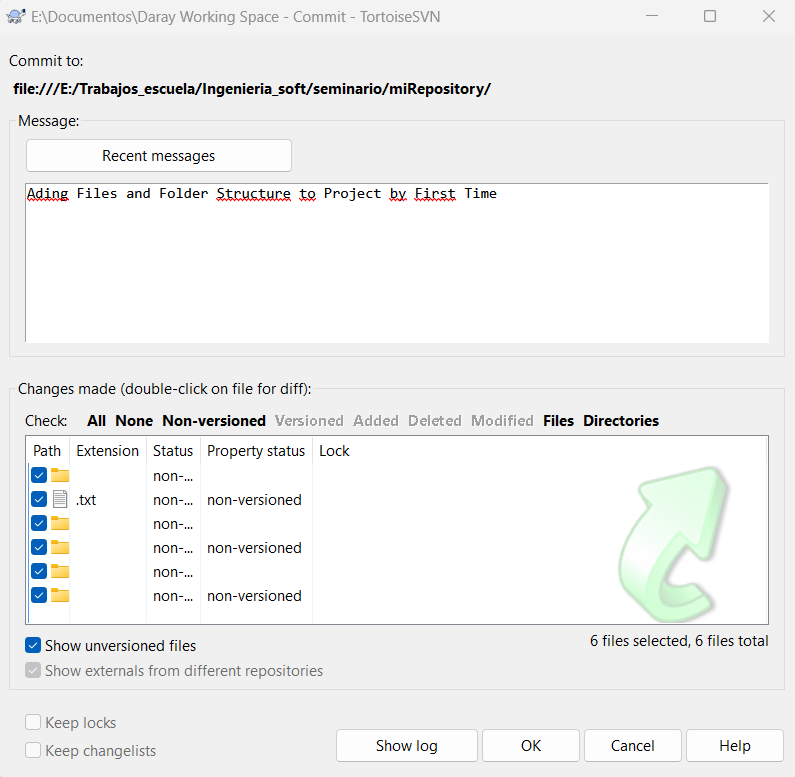 E:\Documentos\Daray Working Space - Commit - TortoiseSVN
Commit to:
file:///E:/Trabajos_escuela/Ingenieria_soft/seminario/miRepository/
Message:
Recent messages
Ading Files and Folder Structure to Project by First Time
Changes made (double-click on file for diff):
Check: All None Non-versioned Versioned Added Deleted Modified Files Directories
Path Extension Status Property status Lock
non-...
.txt non-... non-versioned
non-...
non-... non-versioned
non-...
non-... non-versioned
Show unversioned files
6 files selected, 6 files total
Show externals from different repositories
Keep locks
Keep changelists
Show log OK Cancel Help